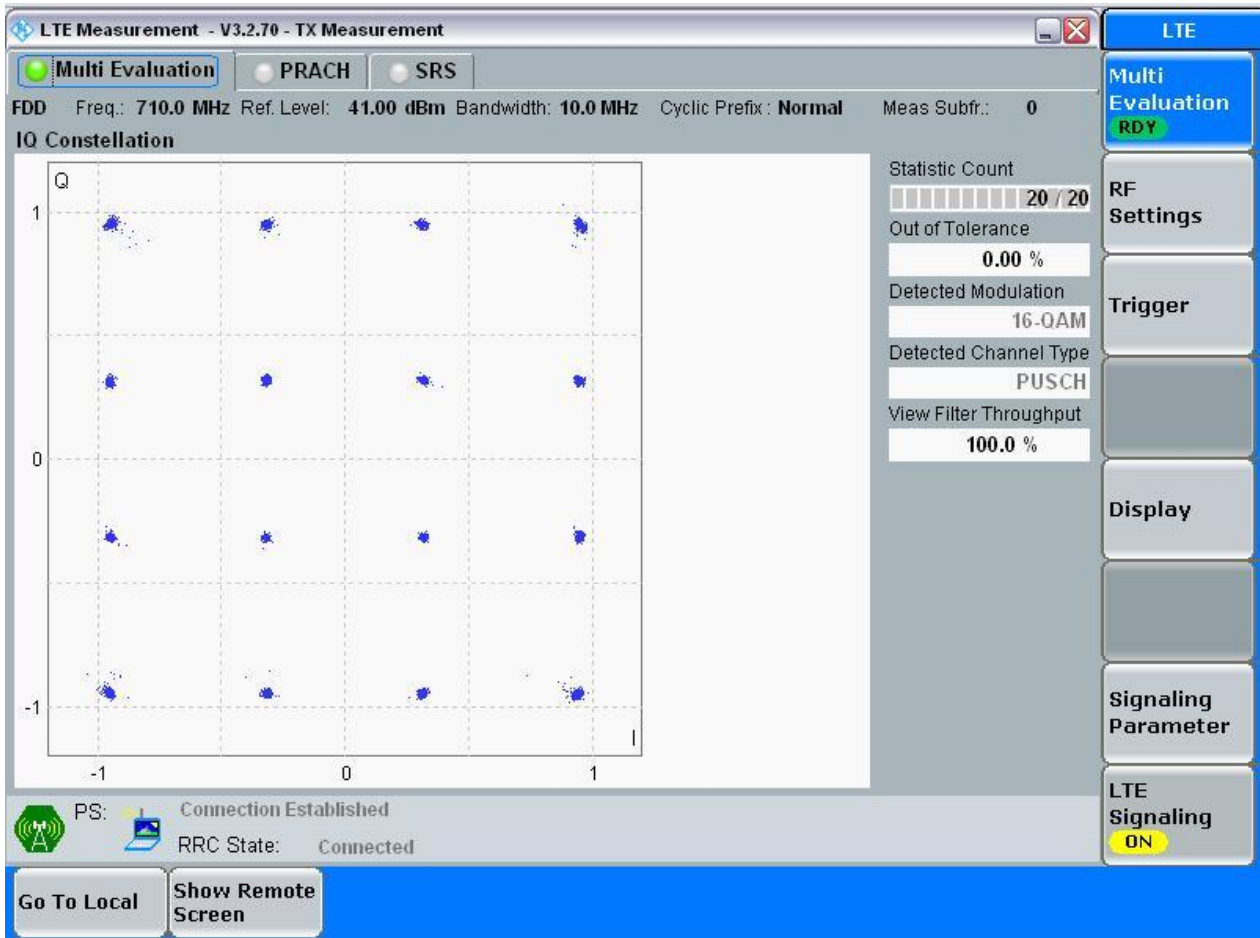 LTE Measurement - V3.2.70 - TX Measurement
LTE
Multi Evaluation
PRACH
SRS
FDD Freq.: 710.0 MHz Ref. Level: 41.00 dBm Bandwidth: 10.0 MHz Cyclic Prefix : Normal Meas Subfr.: 0
IQ Constellation
Q
1
0
-1
-1 0 1
I
Statistic Count
20 / 20
Out of Tolerance
0.00 %
Detected Modulation
16-QAM
Detected Channel Type
PUSCH
View Filter Throughput
100.0 %
Multi
Evaluation
RDY
RF
Settings
Trigger
Display
Signaling
Parameter
LTE
Signaling
ON
PS: Connection Established
RRC State: Connected
Go To Local
Show Remote
Screen